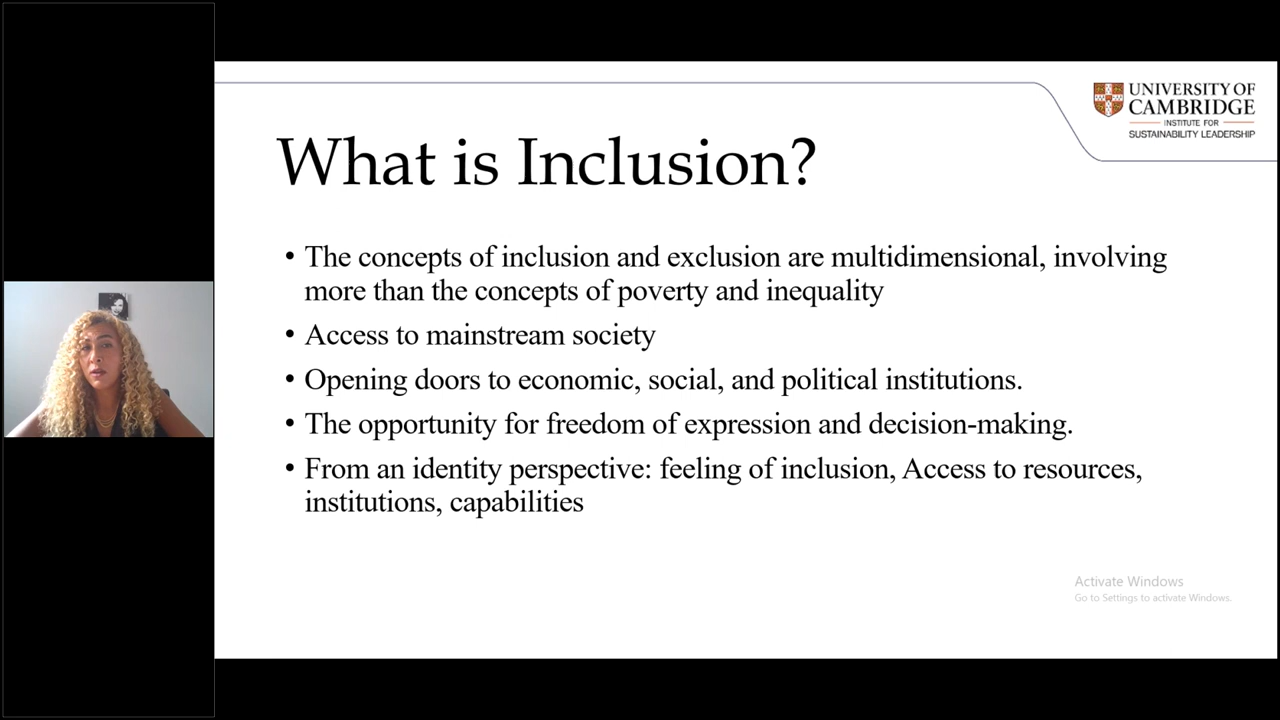 UNIVERSITY OF
CAMBRIDGE
INSTITUTE FOR
SUSTAINABILITY LEADERSHIP
What is Inclusion?
• The concepts of inclusion and exclusion are multidimensional, involving
more than the concepts of poverty and inequality
• Access to mainstream society
• Opening doors to economic, social, and political institutions.
• The opportunity for freedom of expression and decision-making.
• From an identity perspective: feeling of inclusion, Access to resources,
institutions, capabilities
Activate Windows
Go to Settings to activate Windows.